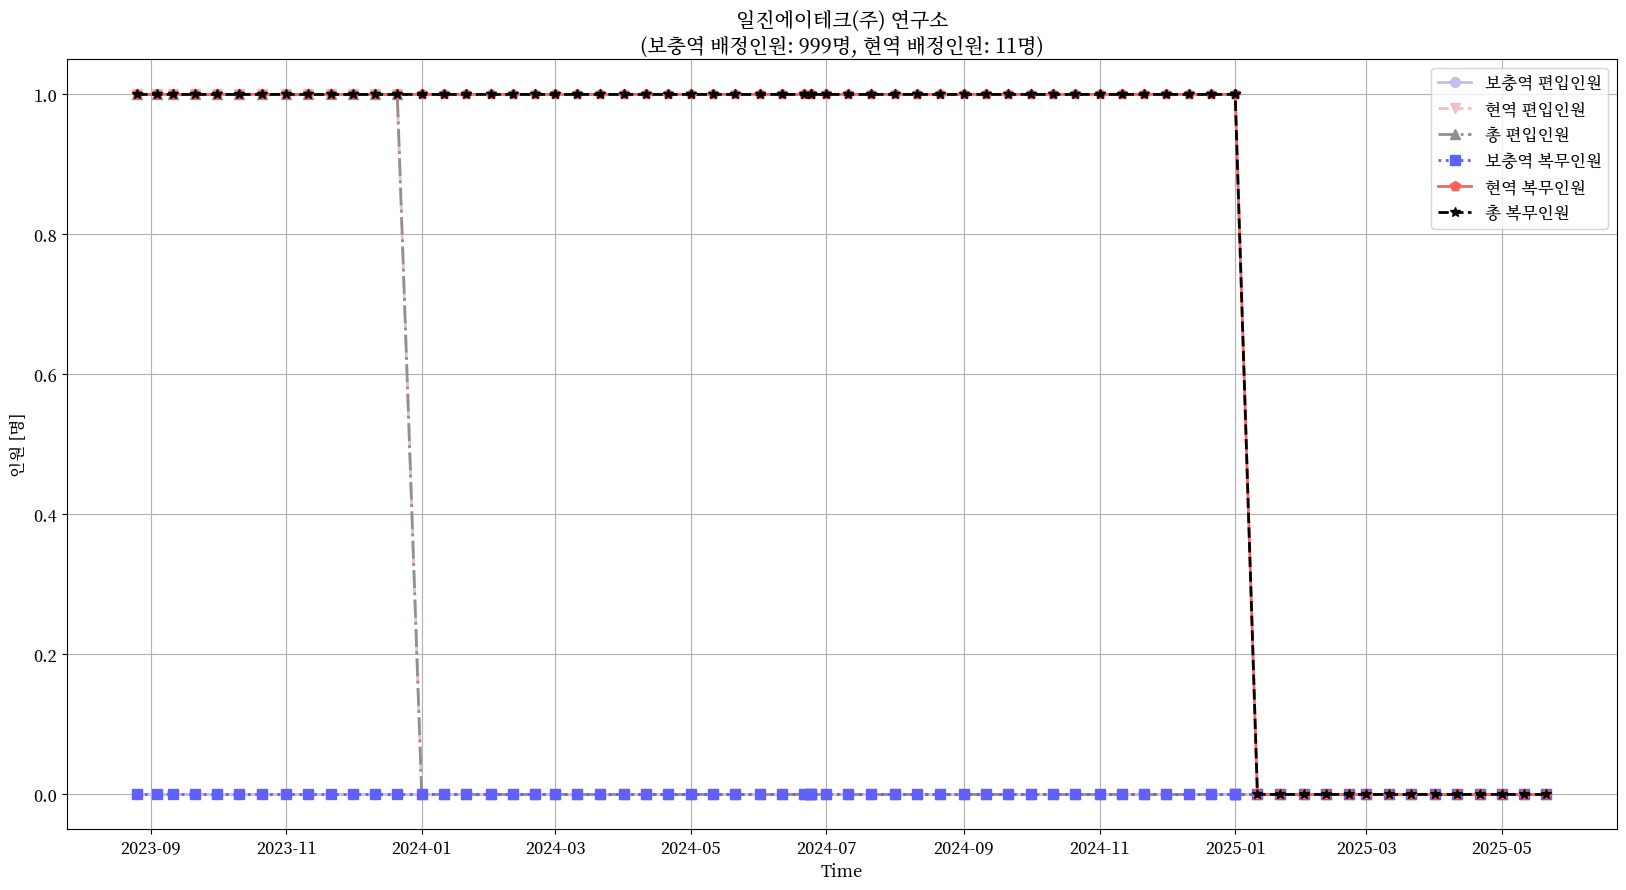 일진에이테크(주) 연구소
(보충역 배정인원: 999명, 현역 배정인원: 11명)
보충역 편입인원
현역 편입인원
총 편입인원
보충역 복무인원
현역 복무인원
총 복무인원
1.0
0.8
0.6
0.4
0.2
0.0
인원 [명]
2023-09 2023-11 2024-01 2024-03 2024-05 2024-07 2024-09 2024-11 2025-01 2025-03 2025-05
Time